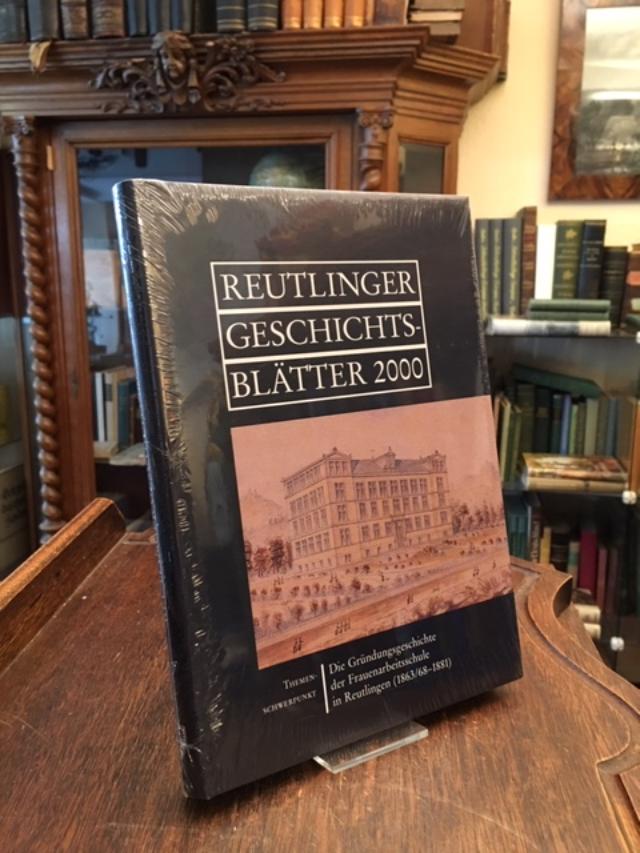 REUTLINGER
GESCHICHTS-
BLÄTTER 2000
THEMEN-
SCHWERPUNKT
Die Gründungsgeschichte
der Frauenarbeitsschule
in Reutlingen (1863/68–1881)